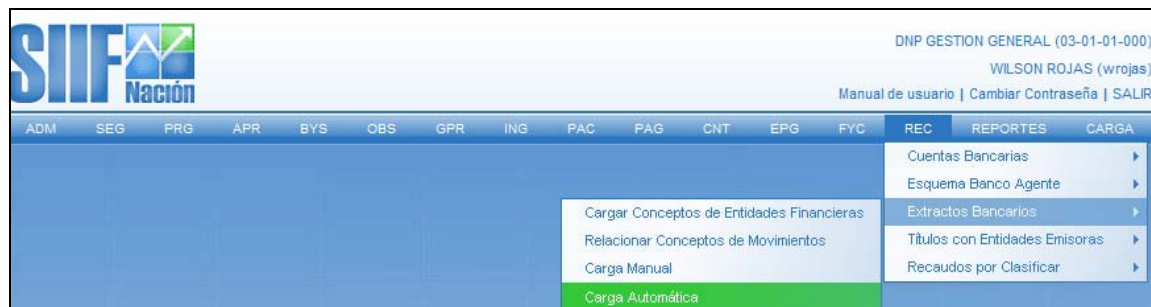 SIIF
Nación
DNP GESTION GENERAL (03-01-01-000)
WILSON ROJAS (wrojas)
Manual de usuario | Cambiar Contraseña | SALIR
ADM SEG PRG APR BYS OBS GPR ING PAC PAG CNT EPG FYC REC REPORTES CARGA
Cuentas Bancarias
Esquema Banco Agente
Extractos Bancarios
Títulos con Entidades Emisoras
Recaudos por Clasificar
Cargar Conceptos de Entidades Financieras
Relacionar Conceptos de Movimientos
Carga Manual
Carga Automática